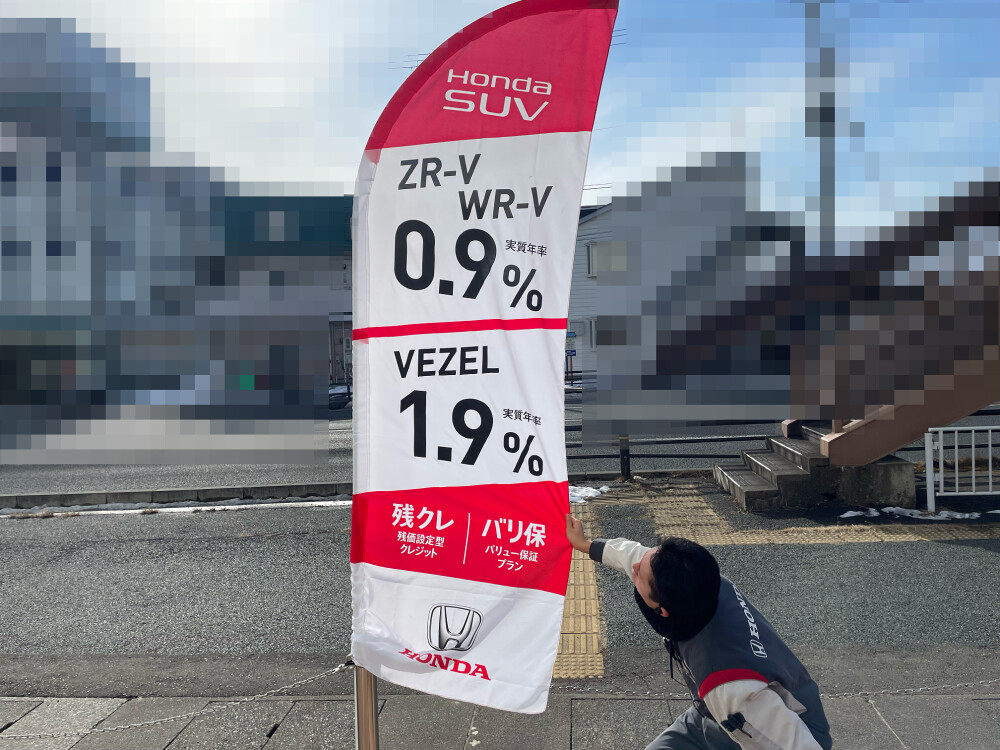 Honda
SUV
ZR-V
WR-V
0.9%
実質年率
VEZEL
1.9%
実質年率
残クレ
残価設定型
クレジット
バリ保
バリュー保証
プラン
HONDA
HONDA